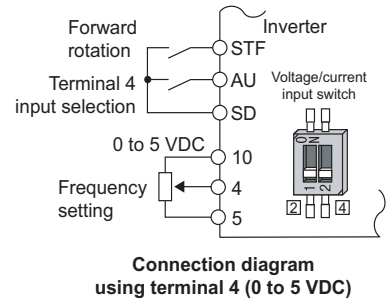 Inverter
Forward
rotation
STF
Terminal 4
input selection
AU
SD
Voltage/current
input switch
ON
1 2
2 4
0 to 5 VDC
10
Frequency
setting
4
5
Connection diagram
using terminal 4 (0 to 5 VDC)